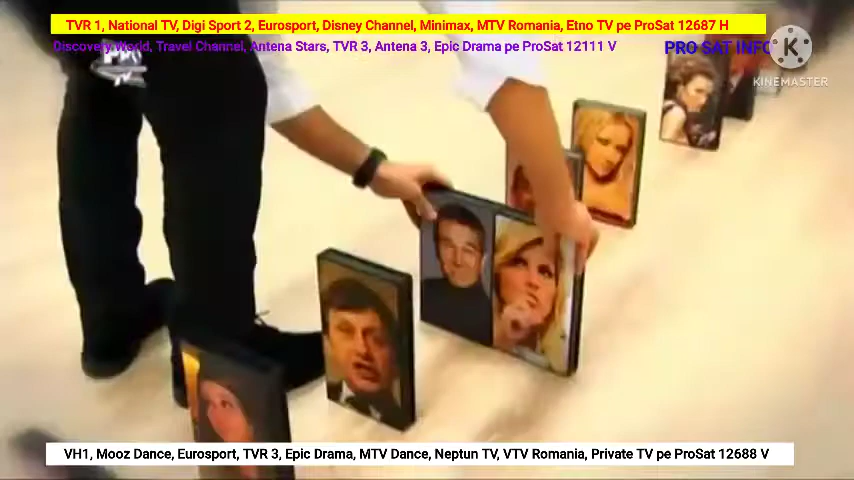 TVR 1, National TV, Digi Sport 2, Eurosport, Disney Channel, Minimax, MTV Romania, Etno TV pe ProSat 12687 H
Discovery World, Travel Channel, Antena Stars, TVR 3, Antena 3, Epic Drama pe ProSat 12111 V
PRO SAT INFO
K
KINEMASTER
VH1, Mooz Dance, Eurosport, TVR 3, Epic Drama, MTV Dance, Neptun TV, VTV Romania, Private TV pe ProSat 12688 V